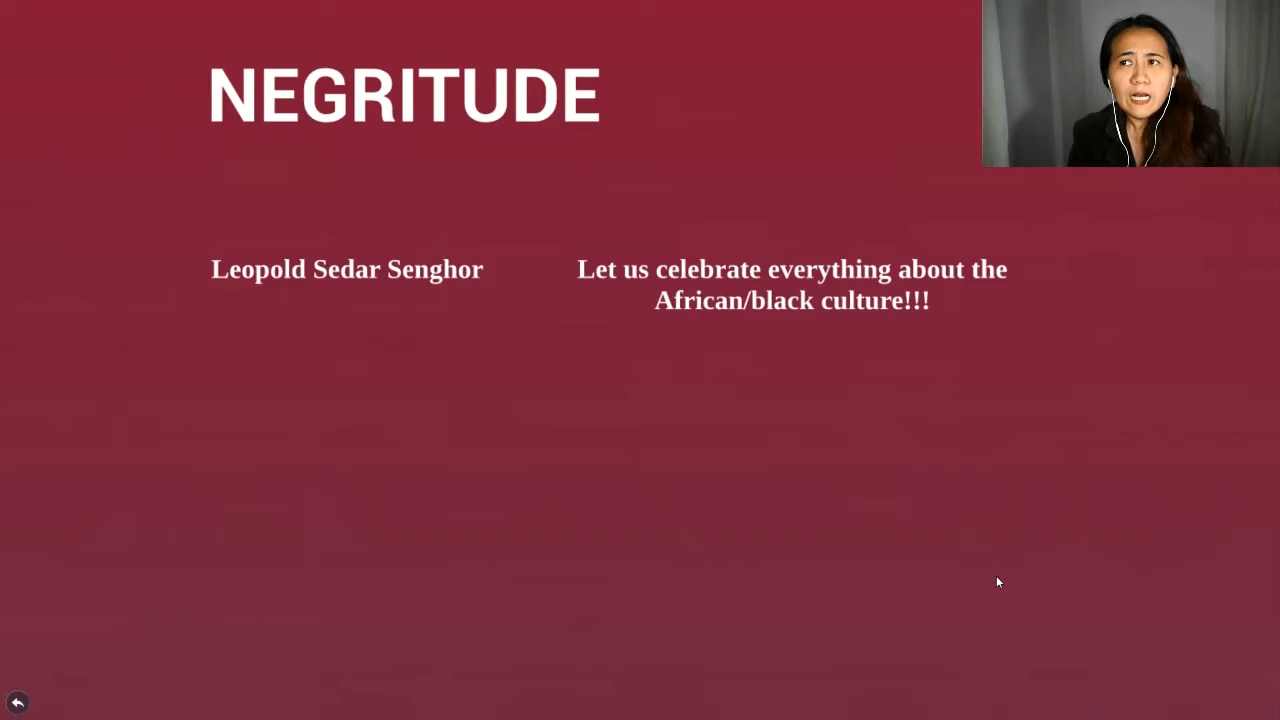 NEGRITUDE
Leopold Sedar Senghor
Let us celebrate everything about the
African/black culture!!!